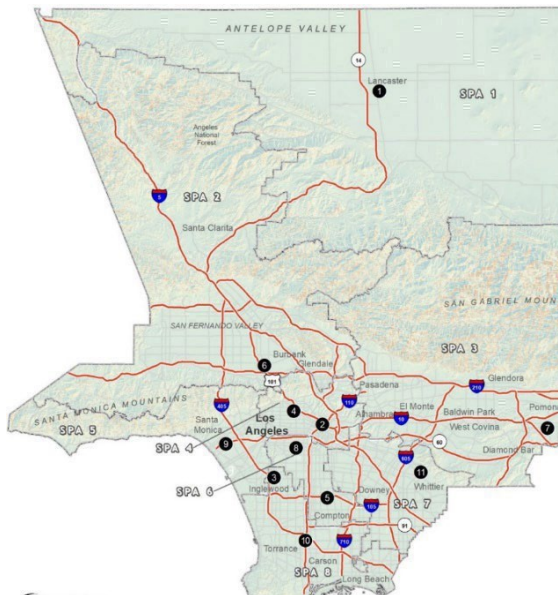 ANTELOPE VALLEY
14
Lancaster
1
SPA 1
Angeles
National
Forest
5
SPA 2
Santa Clarita
SAN GABRIEL MOUN
SAN FERNANDO VALLEY
SPA 3
6
Burbank
Glendale
101
Pasadena
210
Glendora
SANTA MONICA MOUNTAINS
405
4
110
El Monte
Baldwin Park
Pomon
SPA 5
Santa
Monica
Los
Angeles
2
Alhambra
10
West Covina
7
SPA 4
9
8
60
Diamond Bar
605
11
SPA 6
3
Whittier
Inglewood
5
Downey
SPA 7
105
Compton
91
10
Torrance
710
Carson
SPA 8
Long Beach